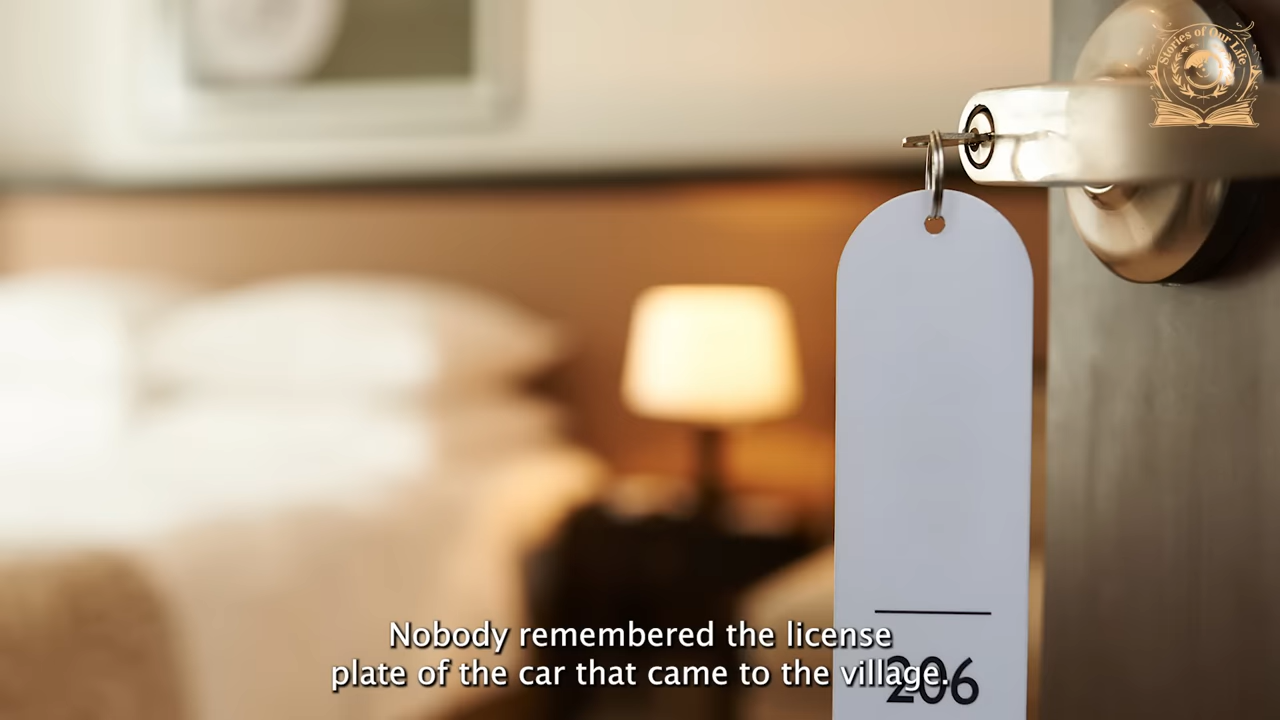 Stories of Our Life
Nobody remembered the license
plate of the car that came to the village.
206